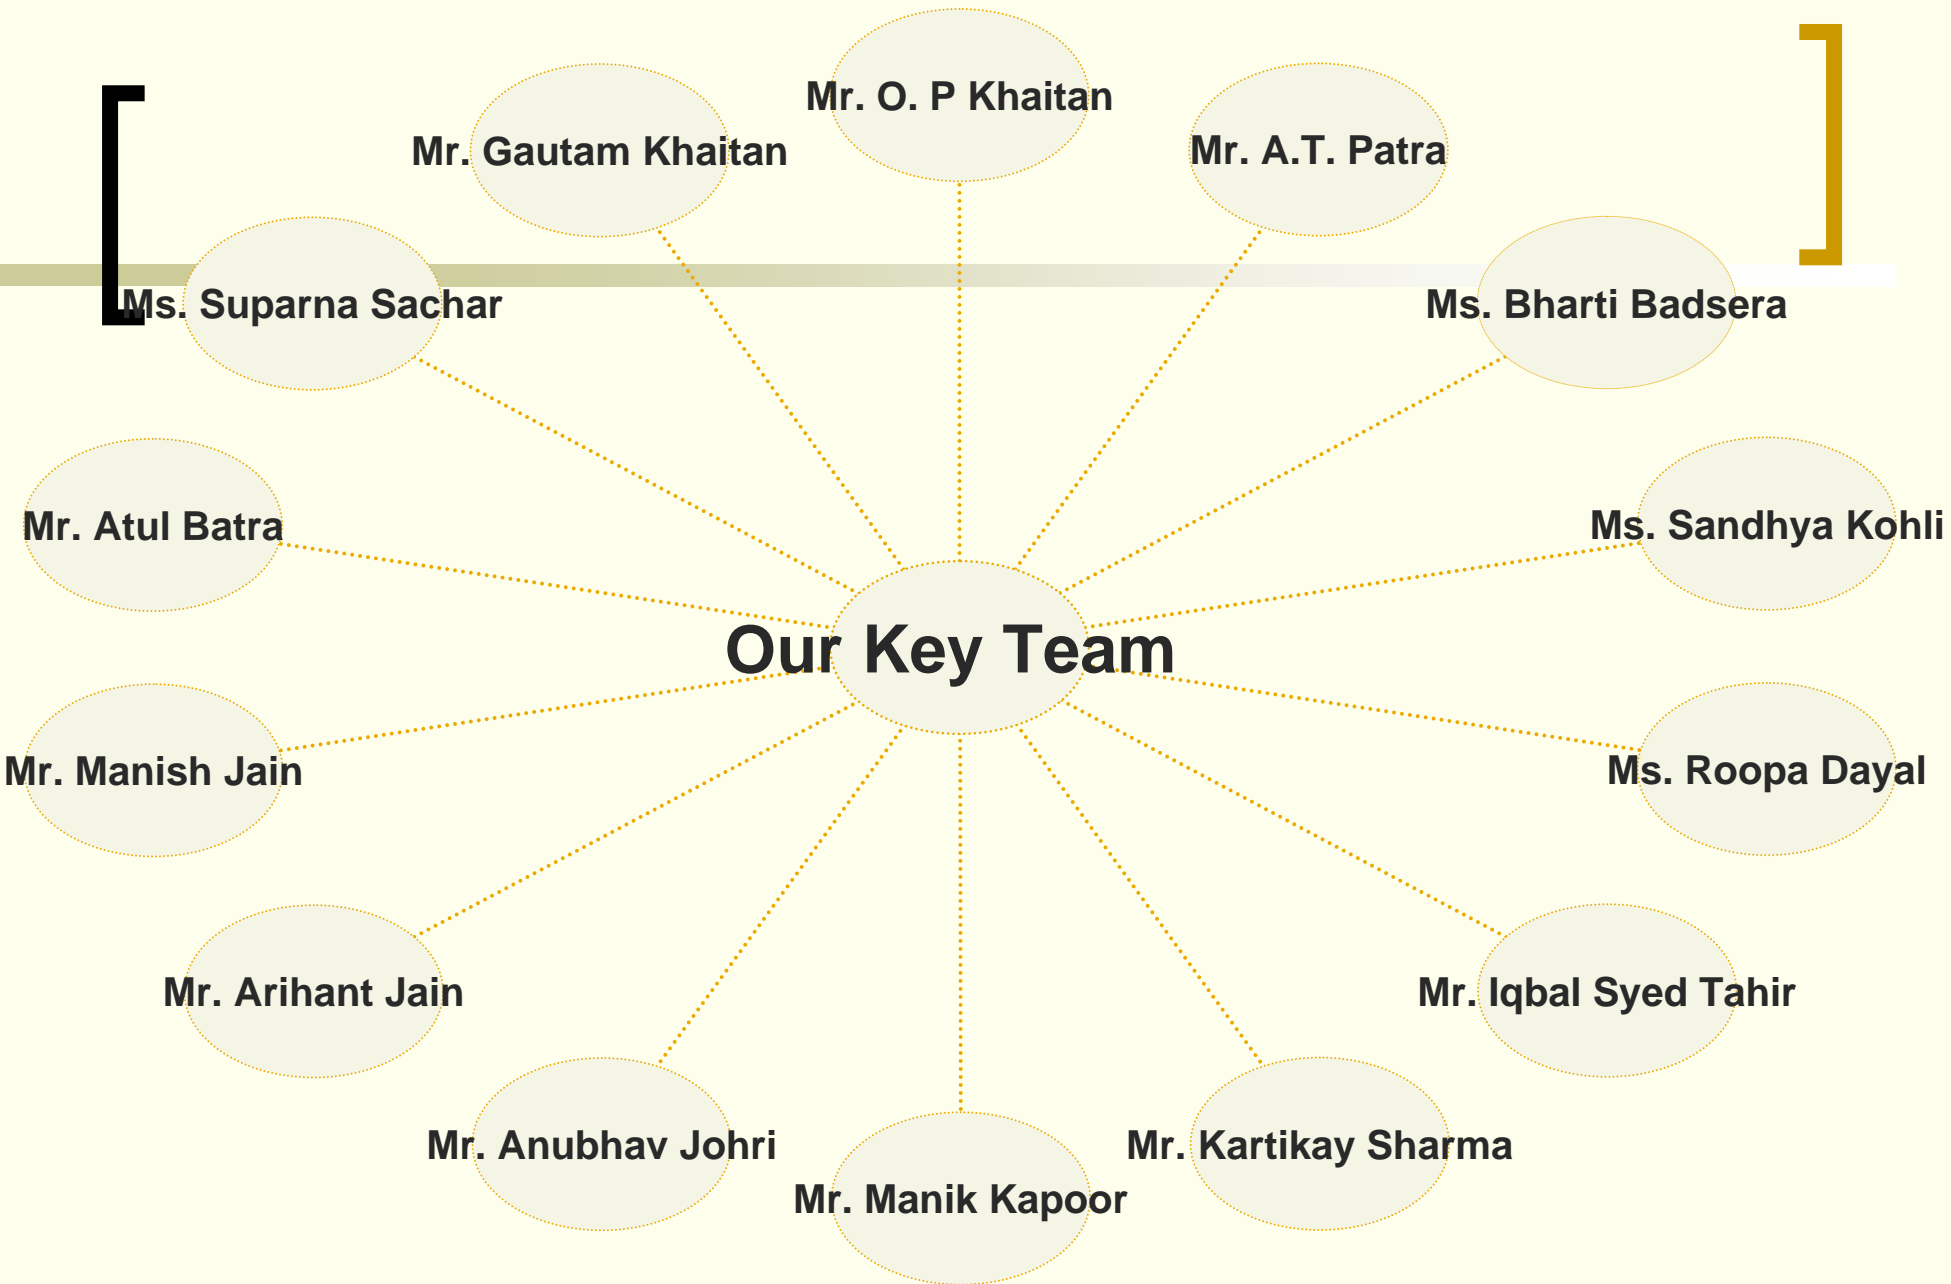 Mr. O. P Khaitan
Mr. Gautam Khaitan
Mr. A.T. Patra
Ms. Suparna Sachar
Ms. Bharti Badsera
Mr. Atul Batra
Ms. Sandhya Kohli
Our Key Team
Mr. Manish Jain
Ms. Roopa Dayal
Mr. Arihant Jain
Mr. Iqbal Syed Tahir
Mr. Anubhav Johri
Mr. Kartikay Sharma
Mr. Manik Kapoor